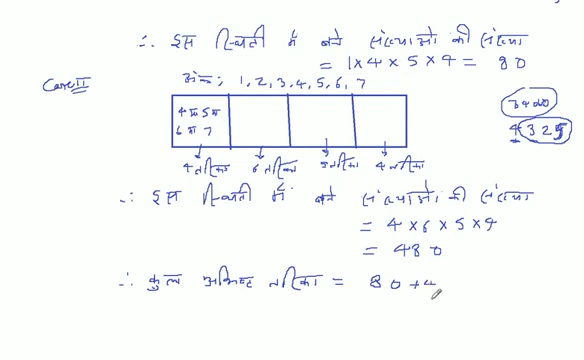 ∴ इस स्थिती में बने संख्याओ की संख्या
= 1 × 4 × 5 × 4 = 80
Case II
अंक: 1, 2, 3, 4, 5, 6, 7
3400
4 या 5 या
6 या 7
4 325
4 तरिका 6 तरिका 5 तरिका 4 तरिका
∴ इस स्थिती में बने संख्याओ की संख्या
= 4 × 6 × 5 × 4
= 480
∴ कुल अभिष्ट तरिका = 80 + 4